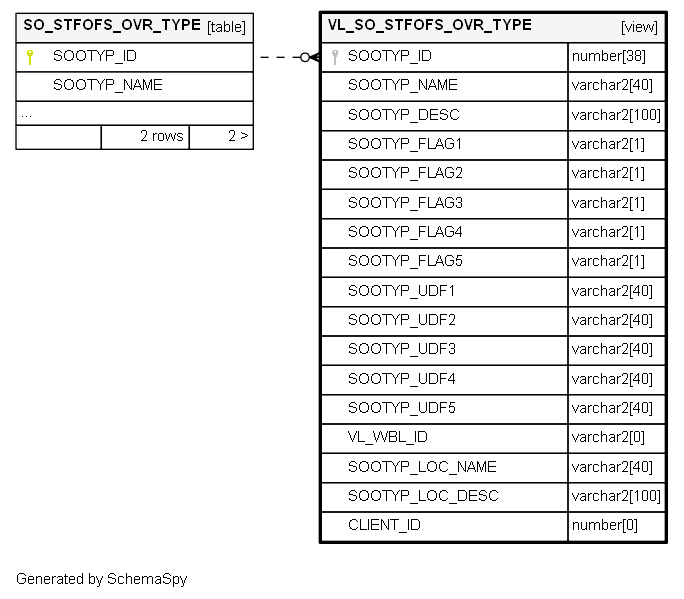 SO_STFOFS_OVR_TYPE [table]
SOOTYP_ID
SOOTYP_NAME
...
2 rows 2 >
VL_SO_STFOFS_OVR_TYPE [view]
SOOTYP_ID number[38]
SOOTYP_NAME varchar2[40]
SOOTYP_DESC varchar2[100]
SOOTYP_FLAG1 varchar2[1]
SOOTYP_FLAG2 varchar2[1]
SOOTYP_FLAG3 varchar2[1]
SOOTYP_FLAG4 varchar2[1]
SOOTYP_FLAG5 varchar2[1]
SOOTYP_UDF1 varchar2[40]
SOOTYP_UDF2 varchar2[40]
SOOTYP_UDF3 varchar2[40]
SOOTYP_UDF4 varchar2[40]
SOOTYP_UDF5 varchar2[40]
VL_WBL_ID varchar2[0]
SOOTYP_LOC_NAME varchar2[40]
SOOTYP_LOC_DESC varchar2[100]
CLIENT_ID number[0]
Generated by SchemaSpy